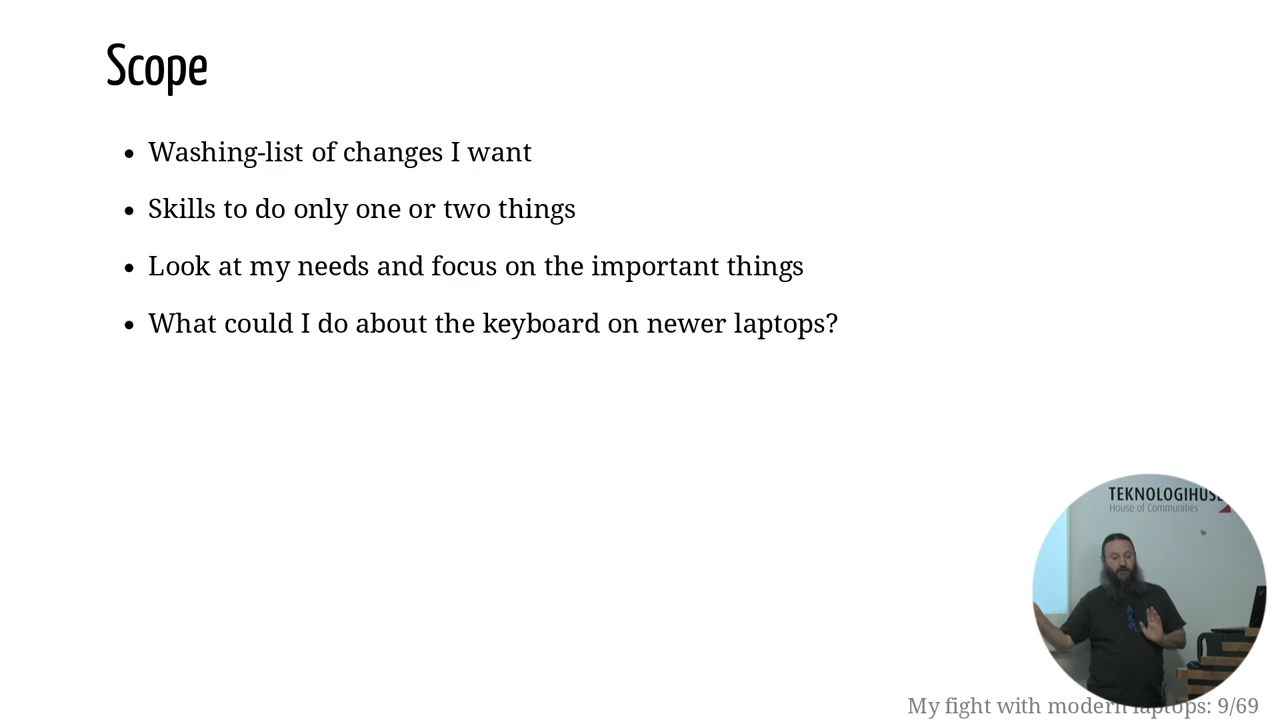 Scope
Washing-list of changes I want
Skills to do only one or two things
Look at my needs and focus on the important things
What could I do about the keyboard on newer laptops?
TEKNOLOGIHUSE
House of Communities
My fight with modern laptops: 9/69